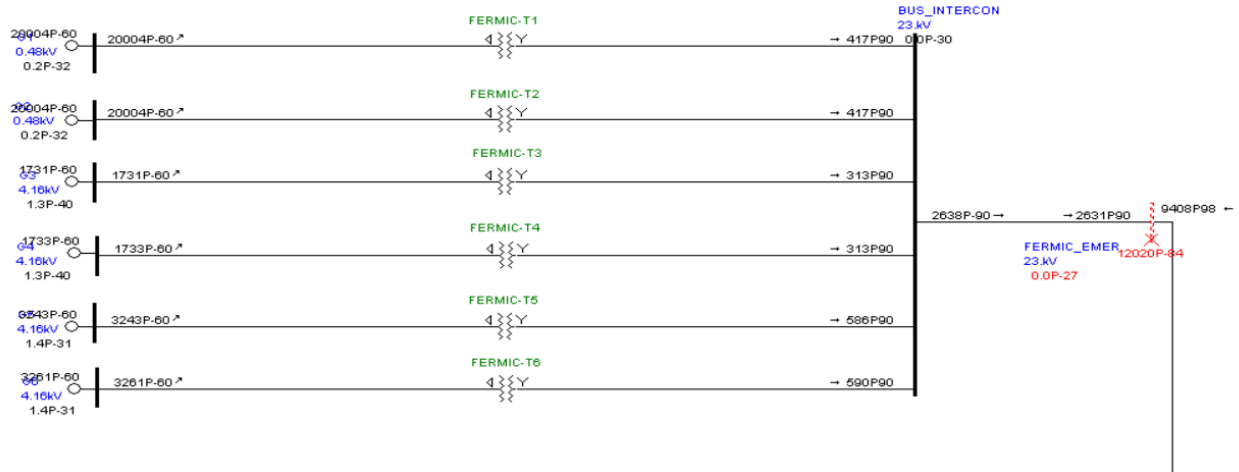 BUS_INTERCON
23.kV
0.0P-30
FERMIC-T1
20004P-60
0.48kV
0.2P-32
20004P-60↗
→ 417P90
FERMIC-T2
20004P-60
0.48kV
0.2P-32
20004P-60↗
→ 417P90
FERMIC-T3
1731P-60
4.16kV
1.3P-40
1731P-60↗
→ 313P90
FERMIC-T4
1733P-60
4.16kV
1.3P-40
1733P-60↗
→ 313P90
FERMIC-T5
3243P-60
4.16kV
1.4P-31
3243P-60↗
→ 586P90
FERMIC-T6
3261P-60
4.16kV
1.4P-31
3261P-60↗
→ 590P90
2638P-90 →
→ 2631P90
9408P98 ←
FERMIC_EMER
23.kV
0.0P-27
12020P-84